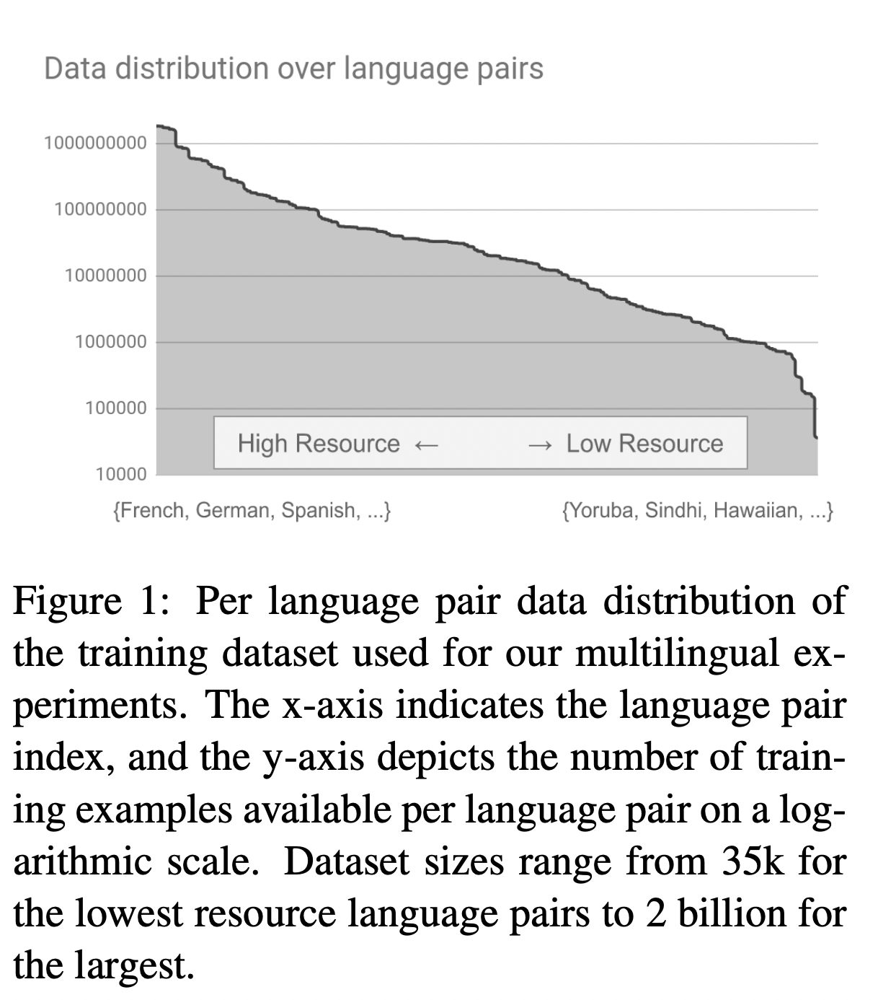 Data distribution over language pairs
1000000000
100000000
10000000
1000000
100000
10000
High Resource ← → Low Resource
{French, German, Spanish, ...} {Yoruba, Sindhi, Hawaiian, ...}
Figure 1: Per language pair data distribution of
the training dataset used for our multilingual ex-
periments. The x-axis indicates the language pair
index, and the y-axis depicts the number of train-
ing examples available per language pair on a log-
arithmic scale. Dataset sizes range from 35k for
the lowest resource language pairs to 2 billion for
the largest.